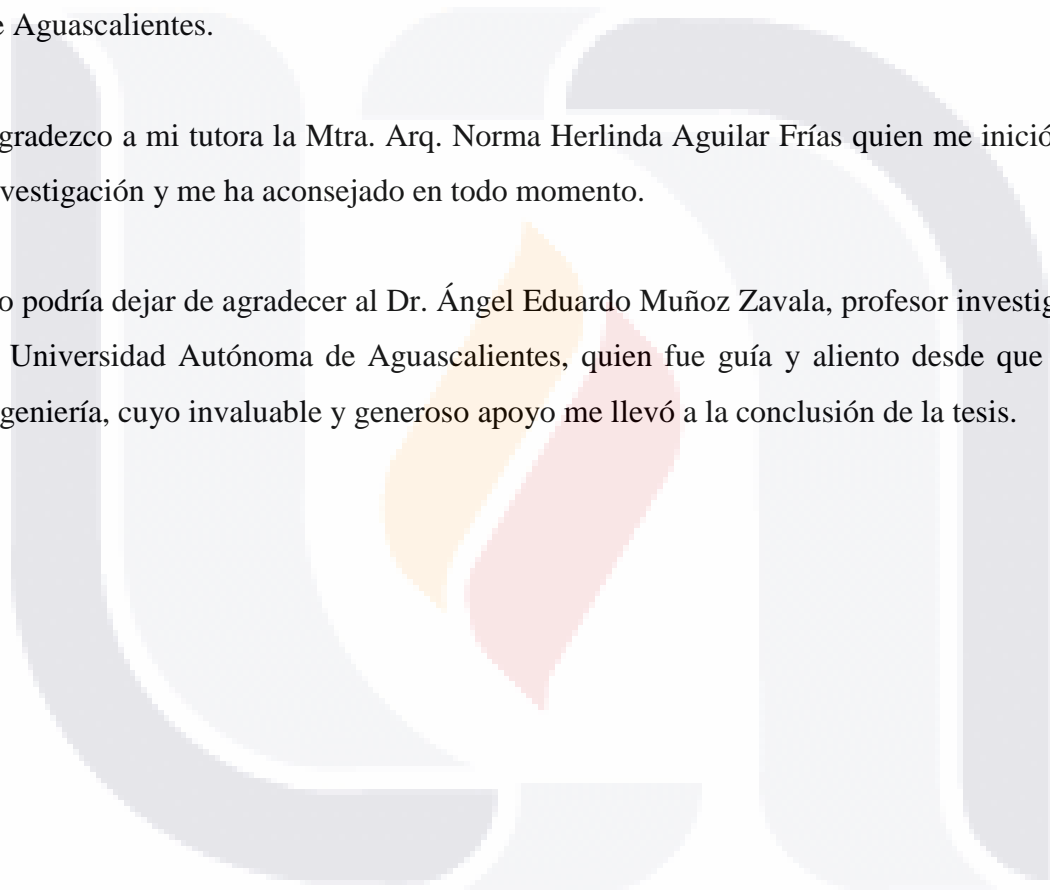 e Aguascalientes.
gradezco a mi tutora la Mtra. Arq. Norma Herlinda Aguilar Frías quien me inició
vestigación y me ha aconsejado en todo momento.
o podría dejar de agradecer al Dr. Ángel Eduardo Muñoz Zavala, profesor investig
Universidad Autónoma de Aguascalientes, quien fue guía y aliento desde que
geniería, cuyo invaluable y generoso apoyo me llevó a la conclusión de la tesis.